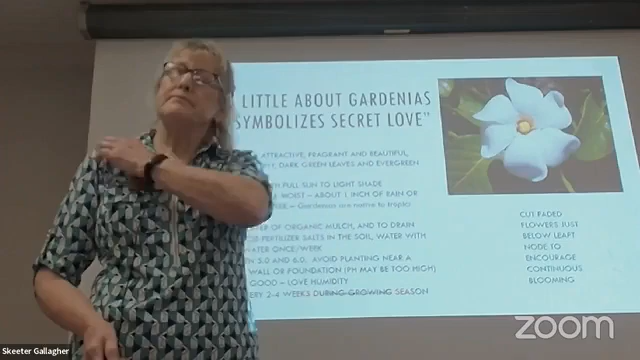 LITTLE ABOUT GARDENIAS
SYMBOLIZES SECRET LOVE"
ATTRACTIVE, FRAGRANT AND BEAUTIFUL,
DARK GREEN LEAVES AND EVERGREEN
FULL SUN TO LIGHT SHADE
MOIST – ABOUT 1 INCH OF RAIN OR
– Gardenias are native to tropics
OF ORGANIC MULCH, AND TO DRAIN
FERTILIZER SALTS IN THE SOIL, WATER WITH
WATER ONCE/WEEK
5.0 AND 6.0. AVOID PLANTING NEAR A
WALL OR FOUNDATION (PH MAY BE TOO HIGH)
GOOD – LOVE HUMIDITY
EVERY 2-4 WEEKS DURING GROWING SEASON
CUT FADED
FLOWERS JUST
BELOW LEAFT
NODE TO
ENCOURAGE
CONTINUOUS
BLOOMING
Skeeter Gallagher
zoom